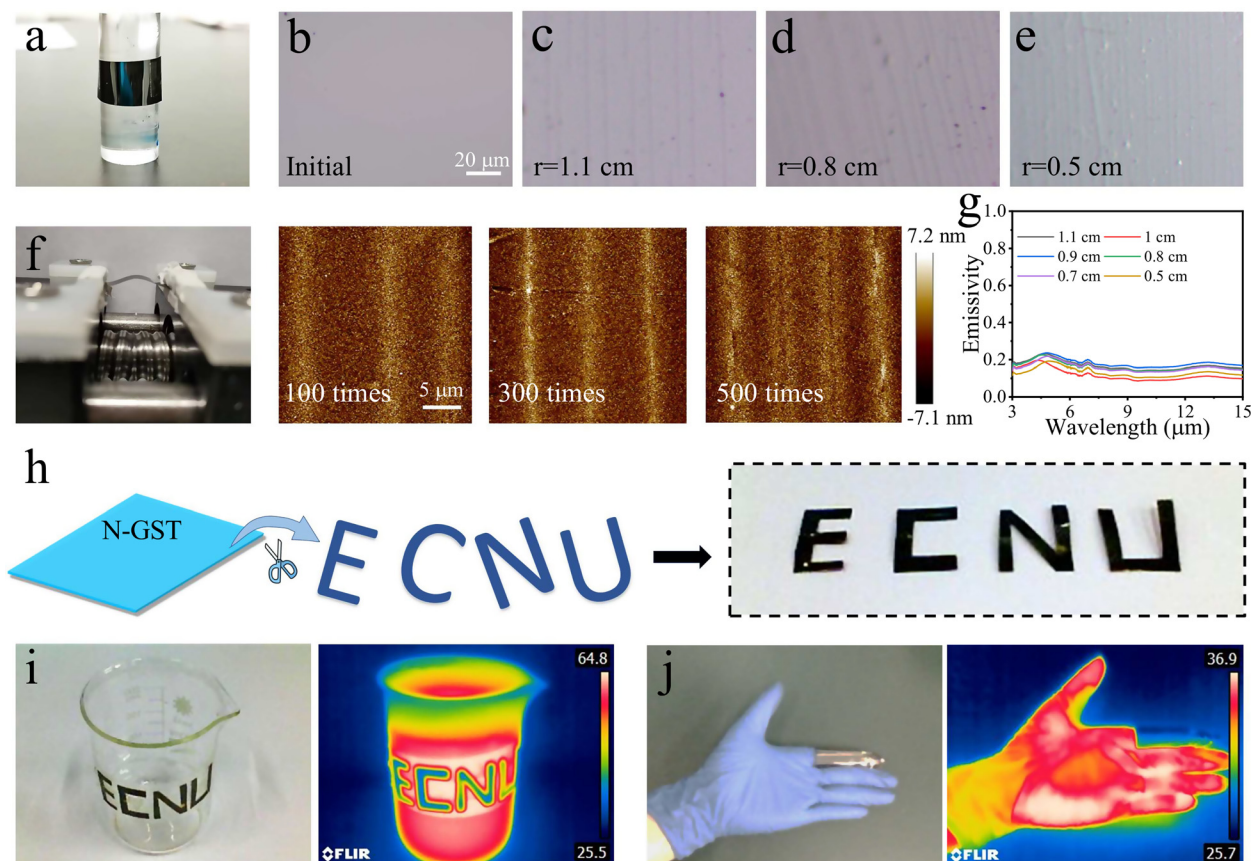 a
b
Initial
20 μm
c
r=1.1 cm
d
r=0.8 cm
e
r=0.5 cm
f
100 times
5 μm
300 times
500 times
7.2 nm
-7.1 nm
g
Emissivity
1.0
0.8
0.6
0.4
0.2
0.0
1.1 cm 1 cm
0.9 cm 0.8 cm
0.7 cm 0.5 cm
3 6 9 12 15
Wavelength (μm)
h
N-GST
ECNU
ECNU
i
ECNU
ECNU
64.8
25.5
FLIR
j
36.9
25.7
FLIR